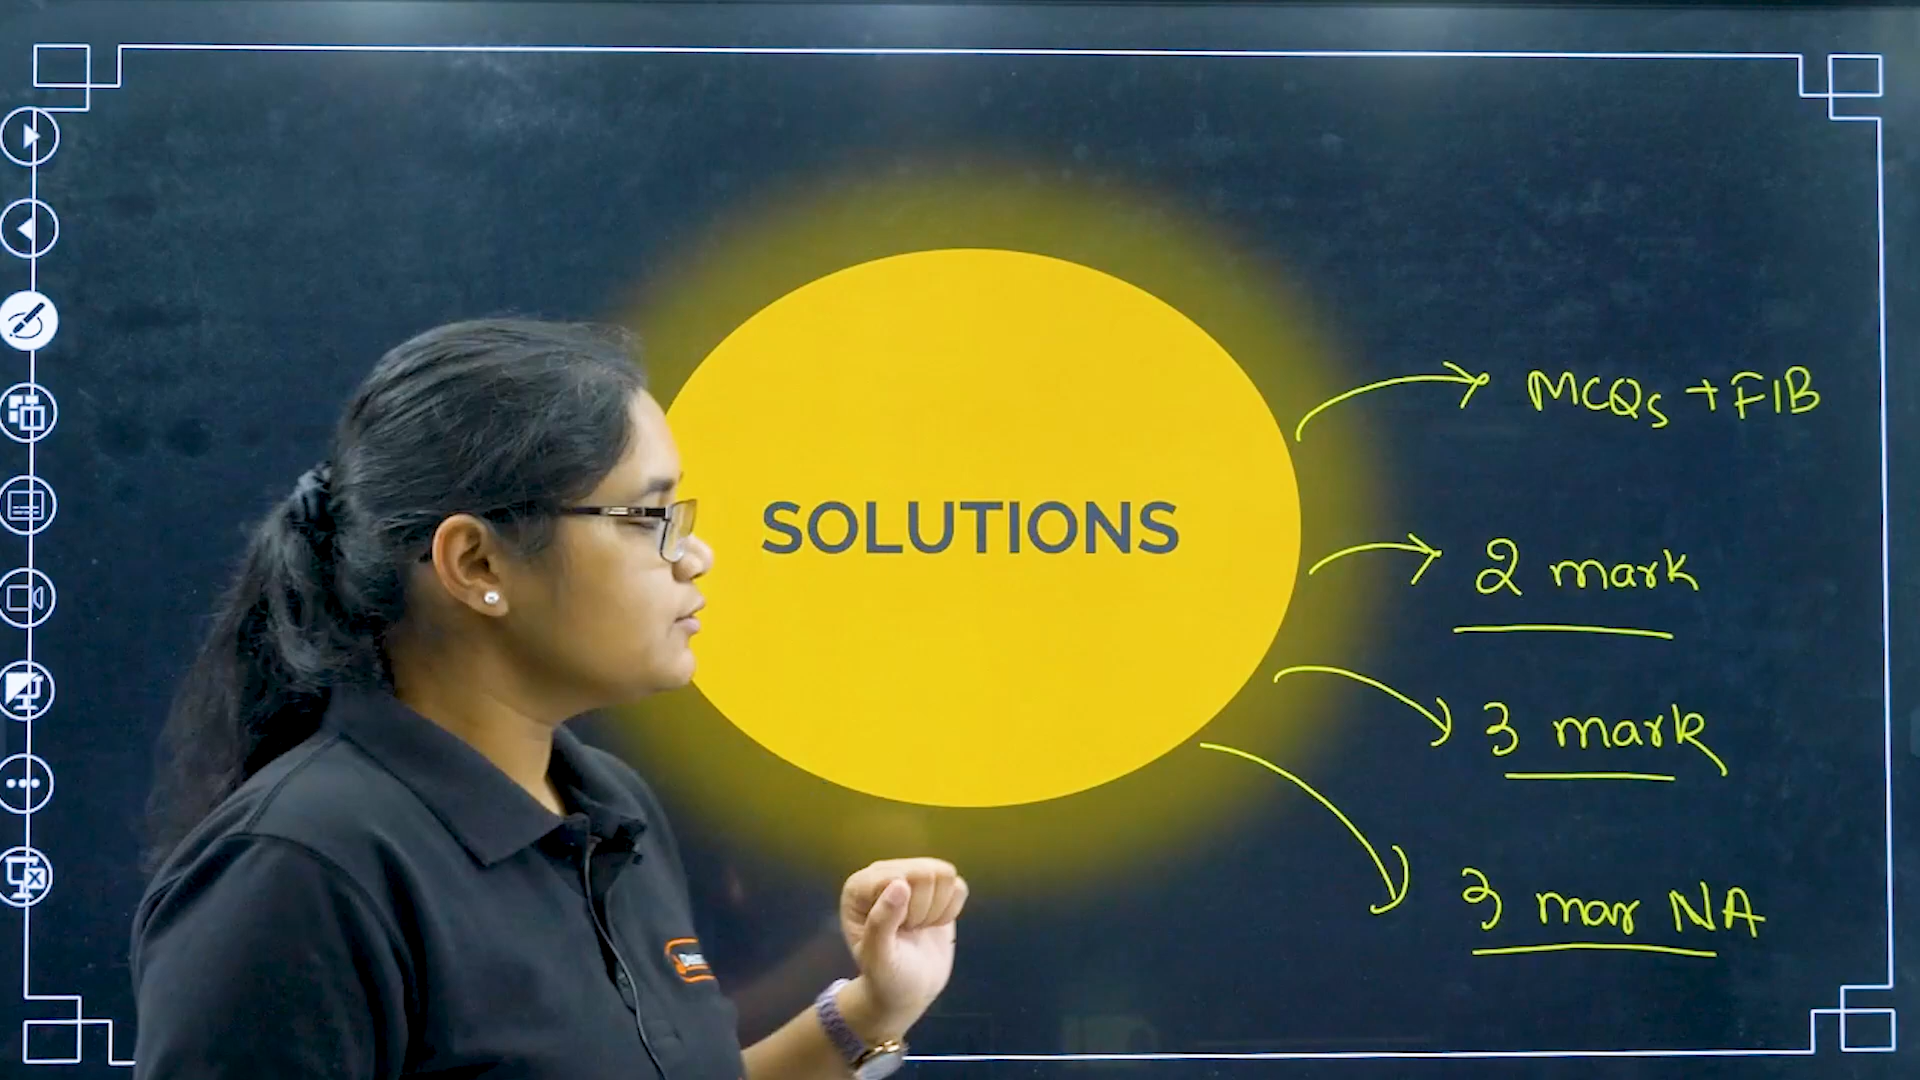 SOLUTIONS
MCQs + FIB
2 mark
3 mark
3 mar NA